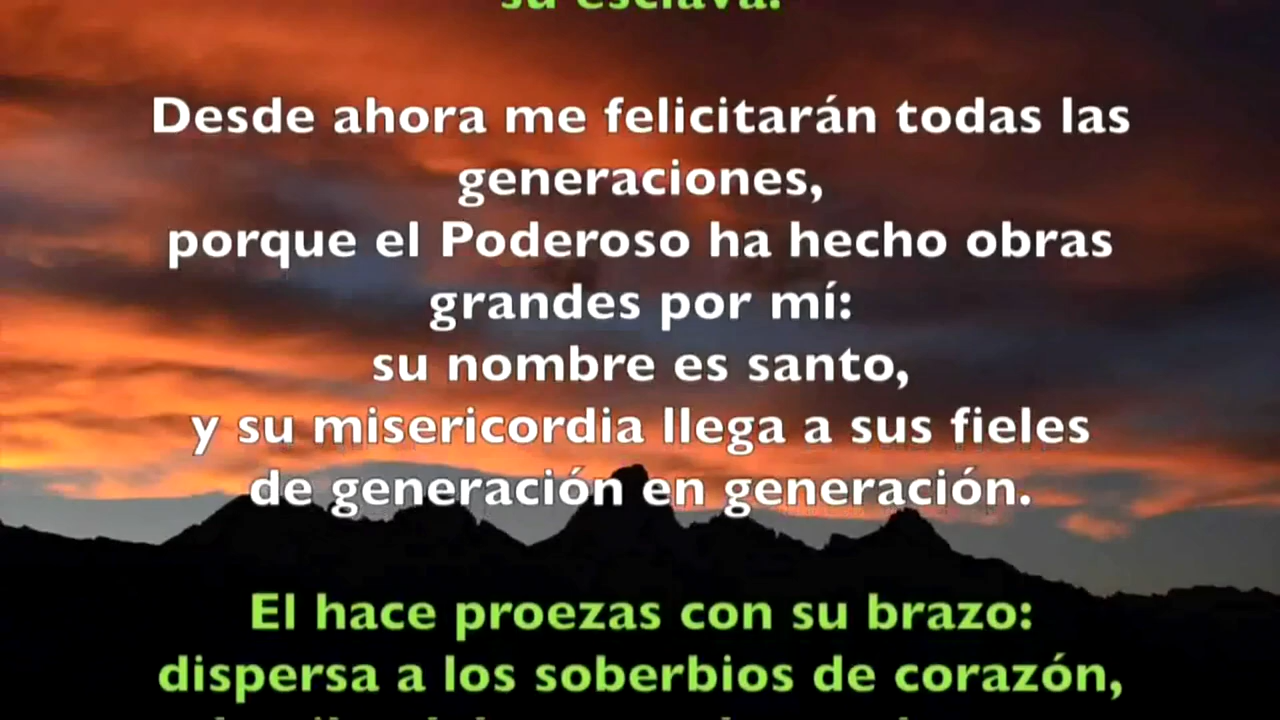 su esclava.
Desde ahora me felicitarán todas las
generaciones,
porque el Poderoso ha hecho obras
grandes por mí:
su nombre es santo,
y su misericordia llega a sus fieles
de generación en generación.
El hace proezas con su brazo:
dispersa a los soberbios de corazón,